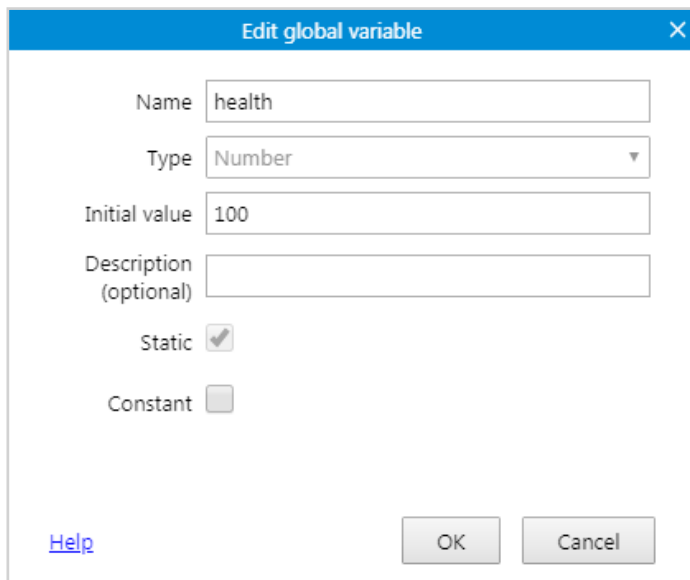 Edit global variable
Name health
Type Number
Initial value 100
Description
(optional)
Static
Constant
Help OK Cancel